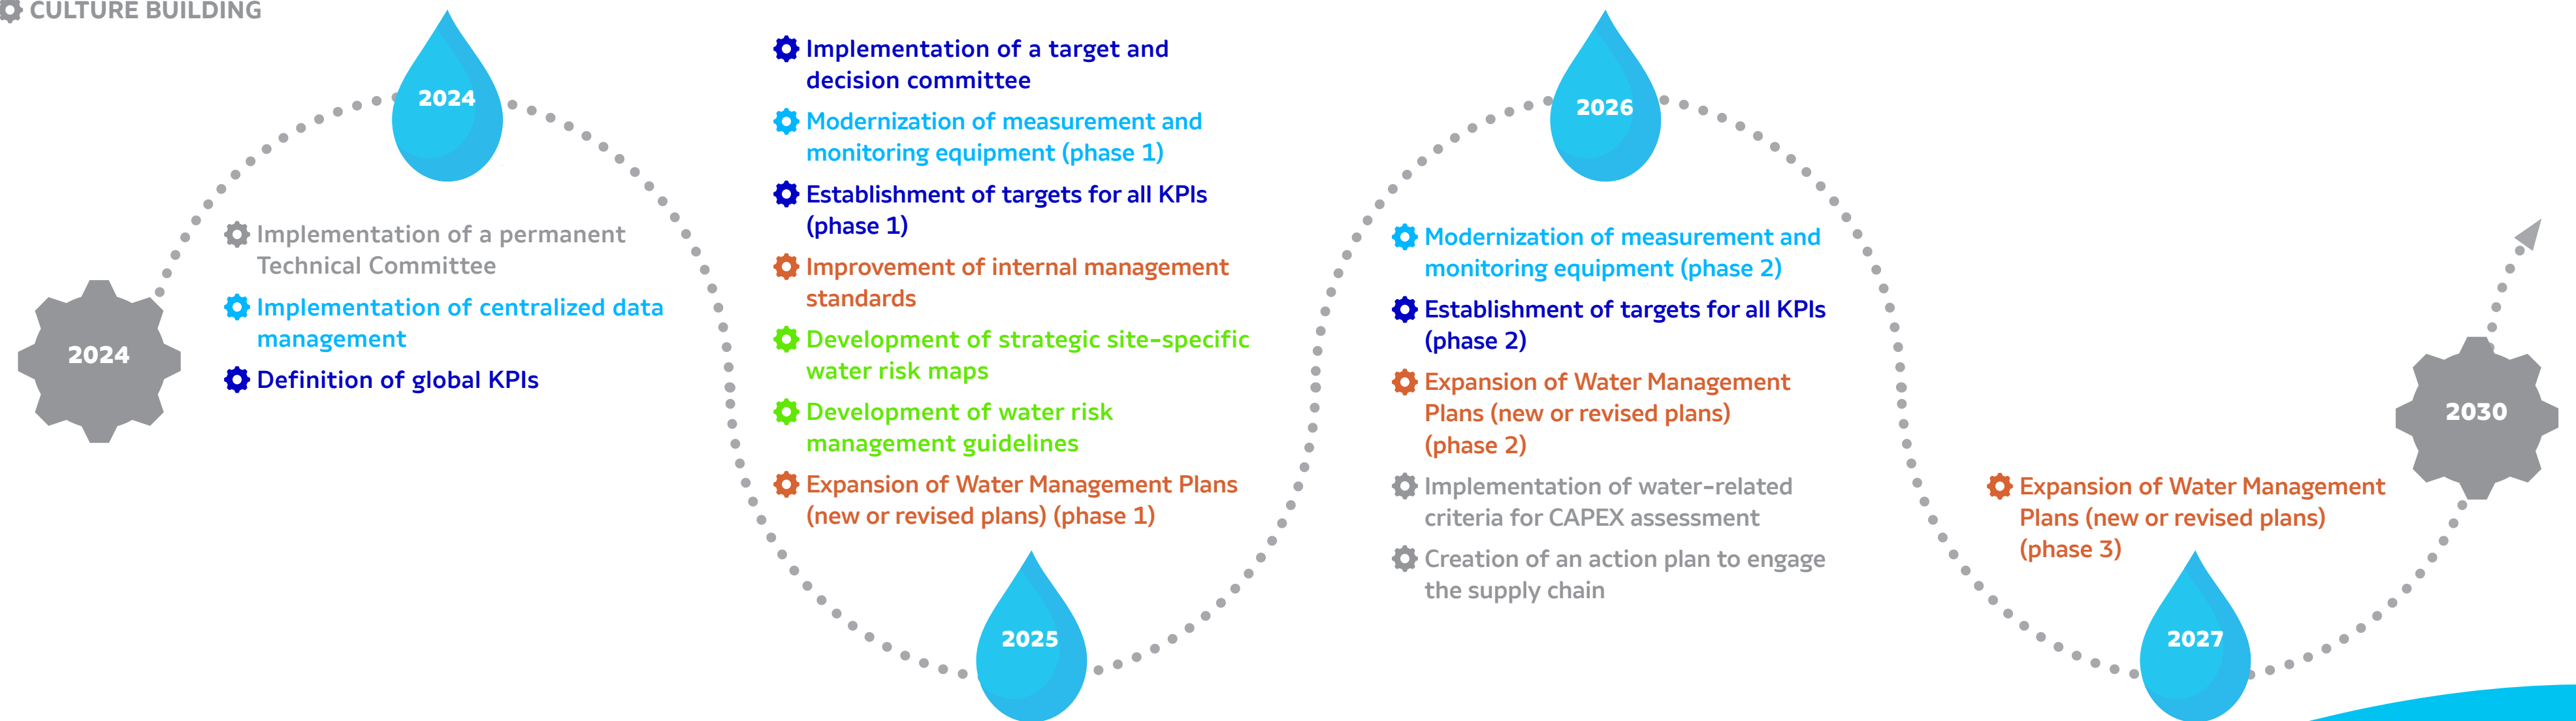 CULTURE BUILDING
2024
2024
Implementation of a permanent
Technical Committee
Implementation of centralized data
management
Definition of global KPIs
Implementation of a target and
decision committee
Modernization of measurement and
monitoring equipment (phase 1)
Establishment of targets for all KPIs
(phase 1)
Improvement of internal management
standards
Development of strategic site-specific
water risk maps
Development of water risk
management guidelines
Expansion of Water Management Plans
(new or revised plans) (phase 1)
2025
2026
Modernization of measurement and
monitoring equipment (phase 2)
Establishment of targets for all KPIs
(phase 2)
Expansion of Water Management
Plans (new or revised plans)
(phase 2)
Implementation of water-related
criteria for CAPEX assessment
Creation of an action plan to engage
the supply chain
Expansion of Water Management
Plans (new or revised plans)
(phase 3)
2027
2030